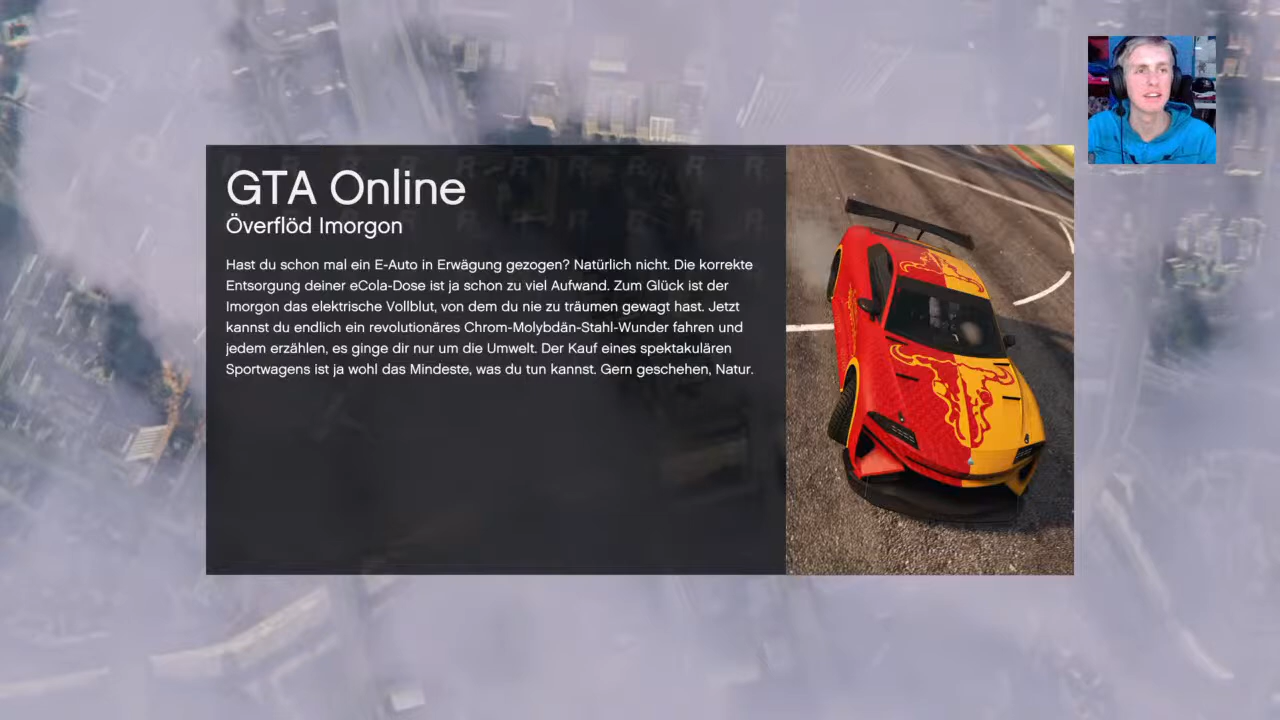 GTA Online
Överflöd Imorgon
Hast du schon mal ein E-Auto in Erwägung gezogen? Natürlich nicht. Die korrekte
Entsorgung deiner eCola-Dose ist ja schon zu viel Aufwand. Zum Glück ist der
Imorgon das elektrische Vollblut, von dem du nie zu träumen gewagt hast. Jetzt
kannst du endlich ein revolutionäres Chrom-Molybdän-Stahl-Wunder fahren und
jedem erzählen, es ginge dir nur um die Umwelt. Der Kauf eines spektakulären
Sportwagens ist ja wohl das Mindeste, was du tun kannst. Gern geschehen, Natur.